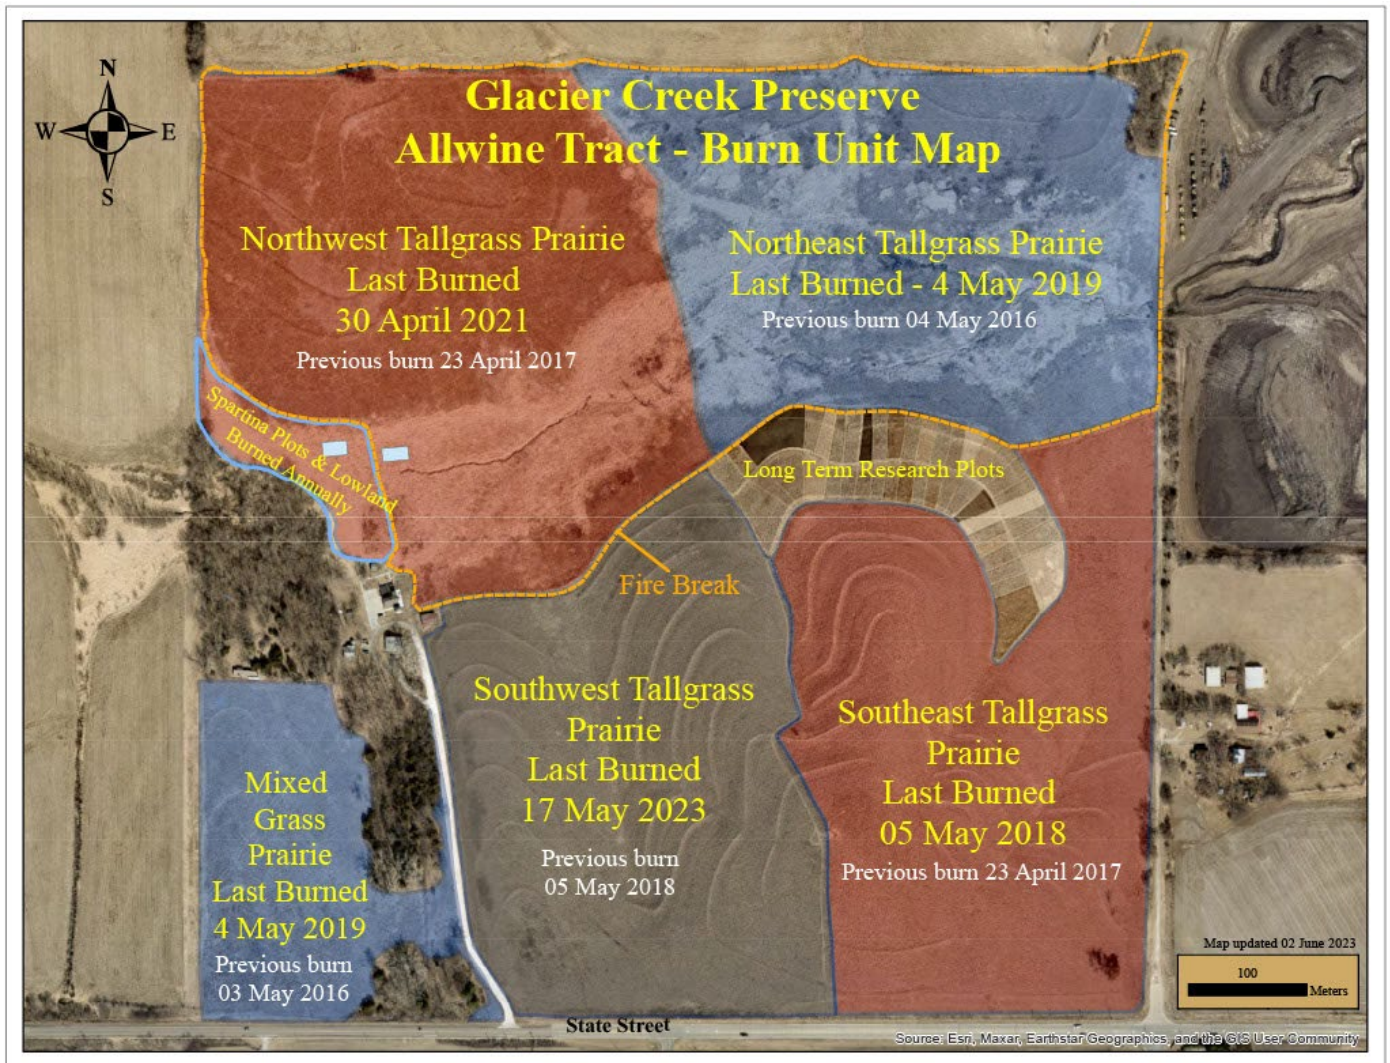 N
W
E
S
Glacier Creek Preserve
Allwine Tract - Burn Unit Map
Northwest Tallgrass Prairie
Last Burned
30 April 2021
Previous burn 23 April 2017
Northeast Tallgrass Prairie
Last Burned - 4 May 2019
Previous burn 04 May 2016
Spartina Plots & Lowland
Burned Annually
Long Term Research Plots
Fire Break
Southwest Tallgrass
Prairie
Last Burned
17 May 2023
Previous burn
05 May 2018
Southeast Tallgrass
Prairie
Last Burned
05 May 2018
Previous burn 23 April 2017
Mixed
Grass
Prairie
Last Burned
4 May 2019
Previous burn
03 May 2016
Map updated 02 June 2023
100
Meters
State Street
Source: Esri, Maxar, Earthstar Geographics, and the GIS User Community